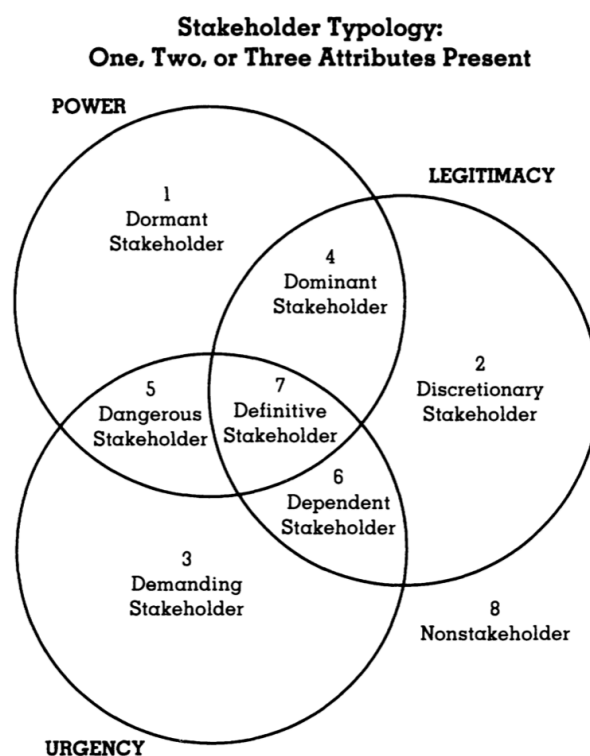 Stakeholder Typology:
One, Two, or Three Attributes Present
POWER
LEGITIMACY
1
Dormant
Stakeholder
4
Dominant
Stakeholder
2
Discretionary
Stakeholder
5
Dangerous
Stakeholder
7
Definitive
Stakeholder
6
Dependent
Stakeholder
3
Demanding
Stakeholder
8
Nonstakeholder
URGENCY